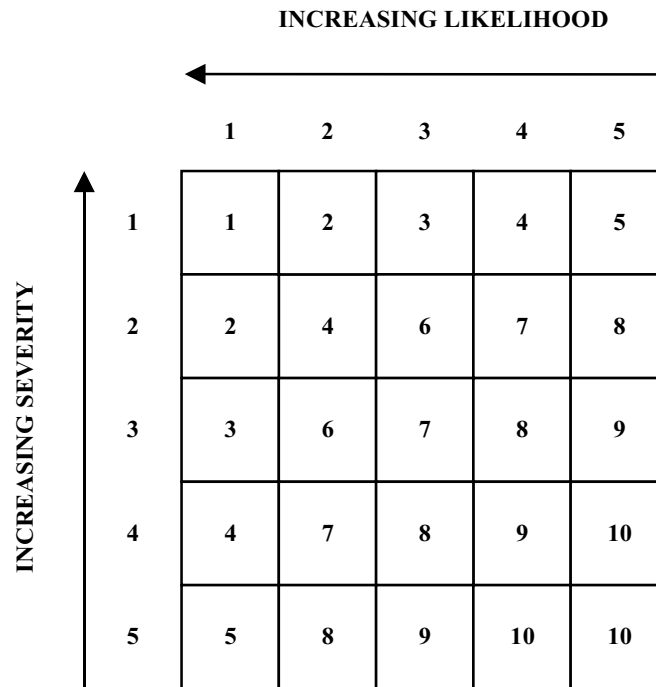 INCREASING LIKELIHOOD
1 2 3 4 5
1 1 2 3 4 5
2 2 4 6 7 8
3 3 6 7 8 9
4 4 7 8 9 10
5 5 8 9 10 10
INCREASING SEVERITY